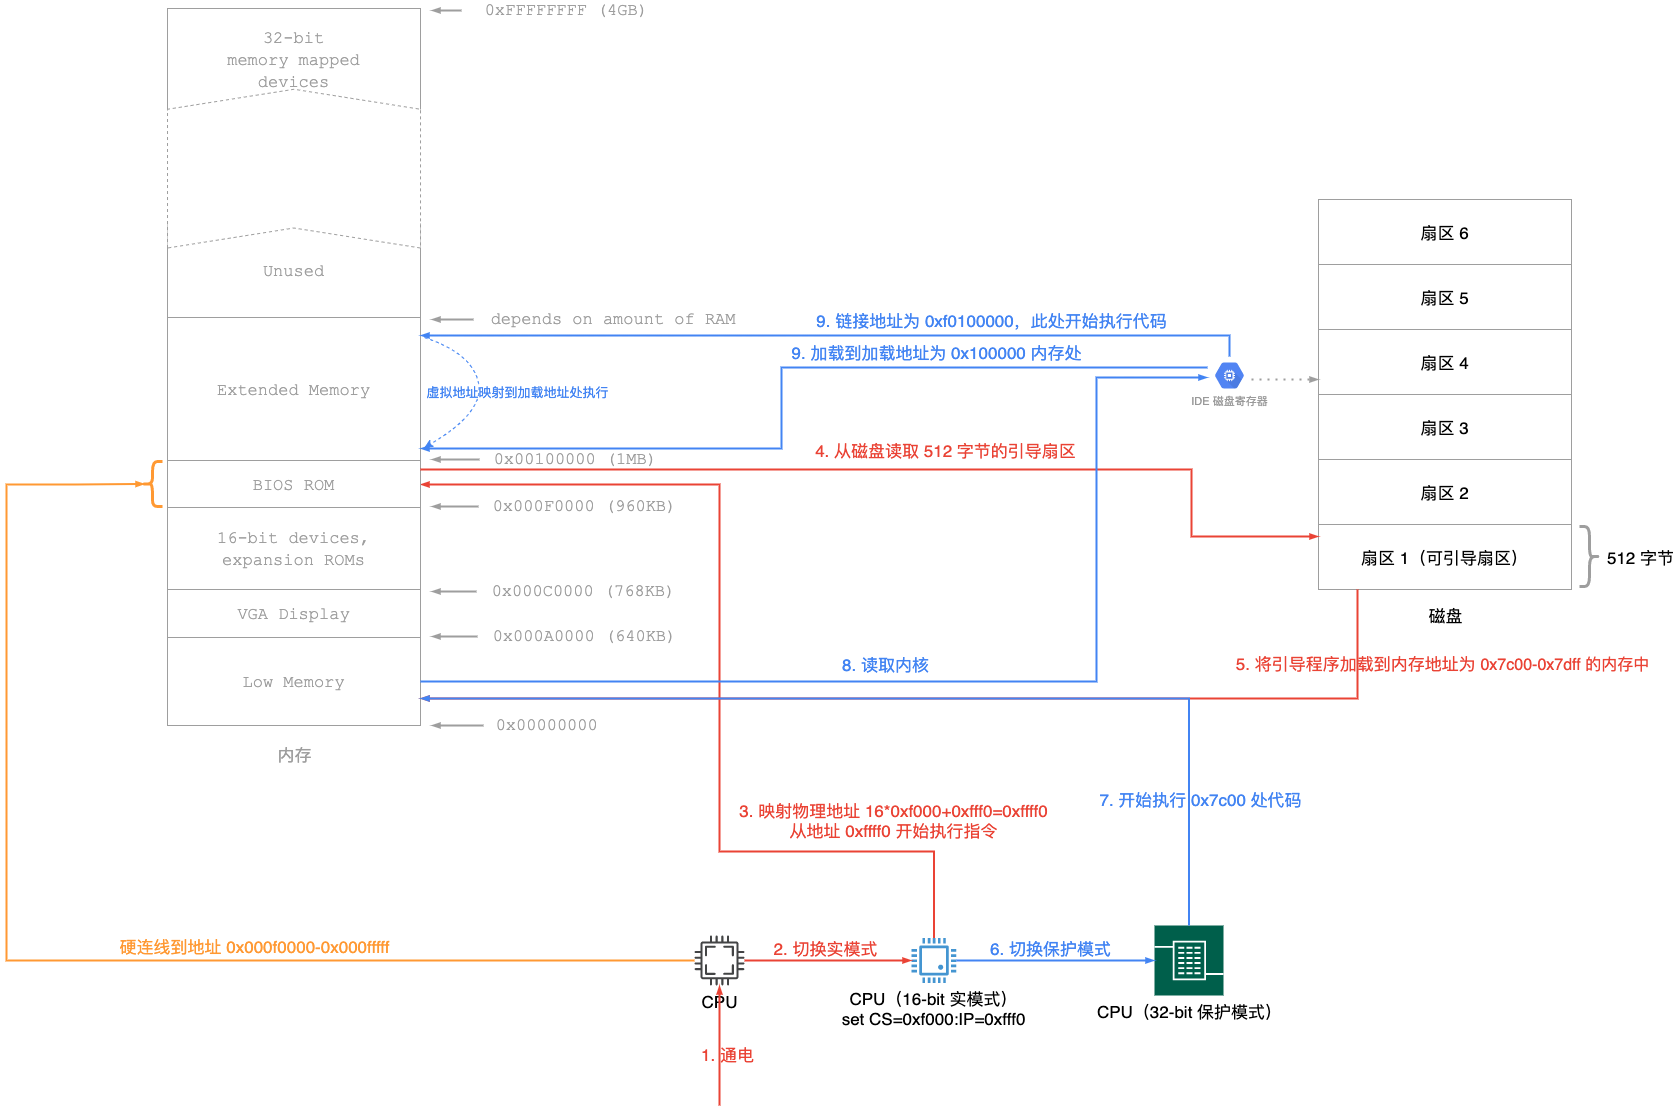 0xFFFFFFFF (4GB)
32-bit
memory mapped
devices
Unused
depends on amount of RAM
9. 链接地址为 0xf0100000，此处开始执行代码
9. 加载到加载地址为 0x100000 内存处
Extended Memory
虚拟地址映射到加载地址处执行
IDE 磁盘寄存器
4. 从磁盘读取 512 字节的引导扇区
0x00100000 (1MB)
BIOS ROM
0x000F0000 (960KB)
16-bit devices,
expansion ROMs
0x000C0000 (768KB)
VGA Display
0x000A0000 (640KB)
8. 读取内核
Low Memory
0x00000000
内存
扇区 6
扇区 5
扇区 4
扇区 3
扇区 2
扇区 1（可引导扇区）
512 字节
磁盘
5. 将引导程序加载到内存地址为 0x7c00-0x7dff 的内存中
7. 开始执行 0x7c00 处代码
3. 映射物理地址 16*0xf000+0xfff0=0xffff0
从地址 0xffff0 开始执行指令
硬连线到地址 0x000f0000-0x000fffff
2. 切换实模式
6. 切换保护模式
CPU
CPU（16-bit 实模式）
set CS=0xf000:IP=0xfff0
CPU（32-bit 保护模式）
1. 通电